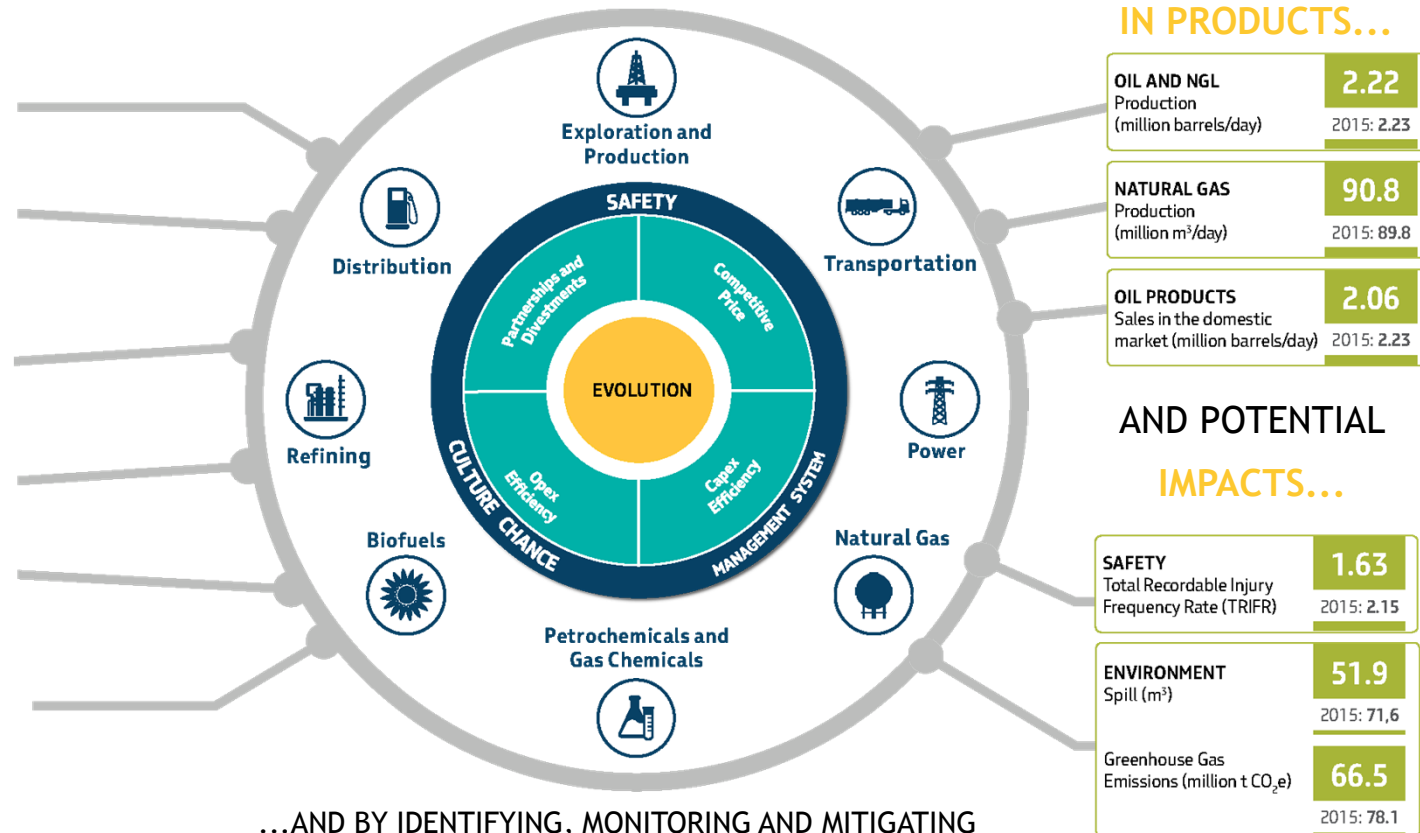 IN PRODUCTS...
OIL AND NGL
Production
(million barrels/day)
2.22
2015: 2.23
NATURAL GAS
Production
(million m³/day)
90.8
2015: 89.8
OIL PRODUCTS
Sales in the domestic
market (million barrels/day)
2.06
2015: 2.23
AND POTENTIAL
IMPACTS...
SAFETY
Total Recordable Injury
Frequency Rate (TRIFR)
1.63
2015: 2.15
ENVIRONMENT
Spill (m³)
51.9
2015: 71,6
Greenhouse Gas
Emissions (million t CO₂e)
66.5
2015: 78.1
Exploration and
Production
Distribution
Transportation
Refining
Power
Biofuels
Natural Gas
Petrochemicals and
Gas Chemicals
SAFETY
CULTURE CHANCE
MANAGEMENT SYSTEM
Partnerships and
Divestments
Competitive
Price
EVOLUTION
Opex
Efficiency
Capex
Efficiency
...AND BY IDENTIFYING, MONITORING AND MITIGATING